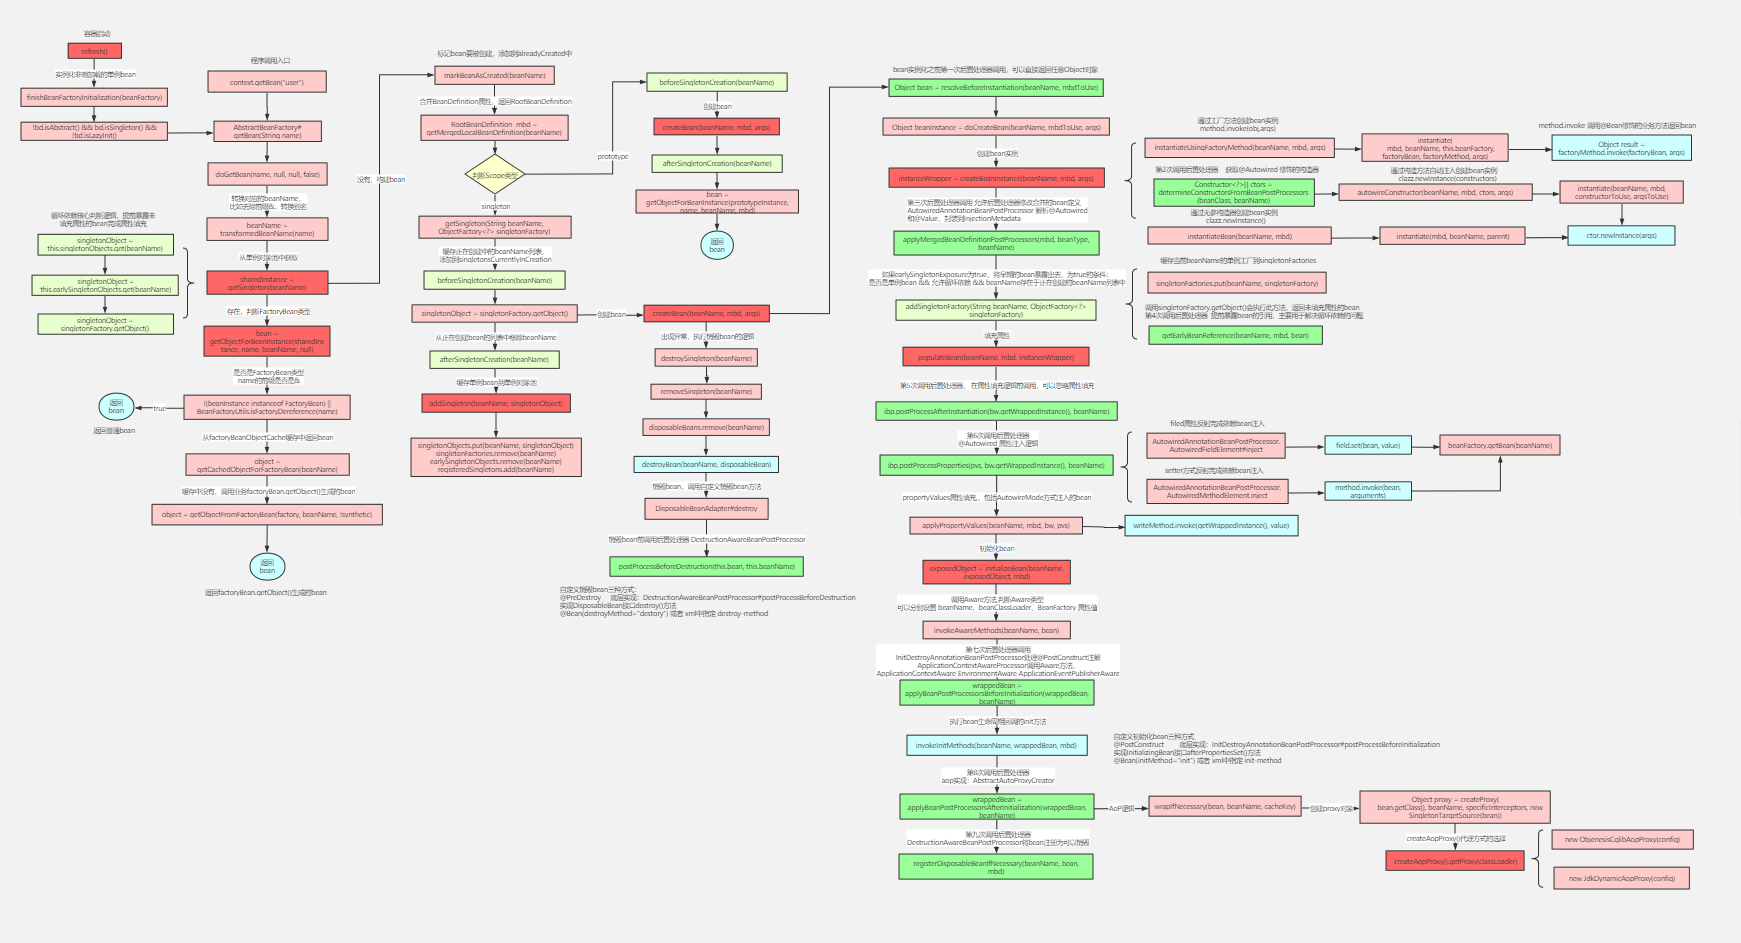 容器启动
refresh()
实例化非懒加载的单例bean
finishBeanFactoryInitialization(beanFactory)
!bd.isAbstract() && bd.isSingleton() &&
!bd.isLazyInit()
程序调用入口
context.getBean("user")
AbstractBeanFactory#
getBean(String name)
doGetBean(name, null, null, false)
转换对应的beanName,
比如去除前缀&、转换别名
beanName =
transformedBeanName(name)
从单例对象池中获取
sharedInstance =
getSingleton(beanName)
存在，判断FactoryBean类型
bean =
getObjectForBeanInstance(sharedIns
tance, name, beanName, null)
是否是FactoryBean类型
name的前缀是否是&
!(beanInstance instanceof FactoryBean) ||
BeanFactoryUtils.isFactoryDereference(name)
true
返回
bean
返回普通bean
从factoryBeanObjectCache缓存中返回bean
object =
getCachedObjectForFactoryBean(beanName)
缓存中没有，调用业务factoryBean.getObject()生成的bean
object = getObjectFromFactoryBean(factory, beanName, !synthetic)
返回
bean
返回factoryBean.getObject()生成的bean
循环依赖核心判断逻辑，提前暴露未
填充属性的bean完成属性填充
singletonObject =
this.singletonObjects.get(beanName)
singletonObject =
this.earlySingletonObjects.get(beanName)
singletonObject =
singletonFactory.getObject()
没有，构建bean
标记bean要被创建，添加到alreadyCreated中
markBeanAsCreated(beanName)
合并BeanDefinition属性，返回RootBeanDefinition
RootBeanDefinition mbd =
getMergedLocalBeanDefinition(beanName)
判断Scope类型
singleton
getSingleton(String beanName,
ObjectFactory<?> singletonFactory)
缓存正在创建中的beanName列表,
添加到singletonsCurrentlyInCreation
beforeSingletonCreation(beanName)
singletonObject = singletonFactory.getObject()
创建bean
从正在创建bean的列表中移除beanName
afterSingletonCreation(beanName)
缓存单例bean到单例对象池
addSingleton(beanName, singletonObject)
singletonObjects.put(beanName, singletonObject)
singletonFactories.remove(beanName)
earlySingletonObjects.remove(beanName)
registeredSingletons.add(beanName)
prototype
beforeSingletonCreation(beanName)
创建bean
createBean(beanName, mbd, args)
afterSingletonCreation(beanName)
bean =
getObjectForBeanInstance(prototypeInstance,
name, beanName, mbd)
返回
bean
createBean(beanName, mbd, args)
出现异常，执行销毁bean的逻辑
destroySingleton(beanName)
removeSingleton(beanName)
disposableBeans.remove(beanName)
destroyBean(beanName, disposableBean)
销毁bean，调用自定义销毁bean方法
DisposableBeanAdapter#destroy
销毁bean前调用后置处理器 DestructionAwareBeanPostProcessor
postProcessBeforeDestruction(this.bean, this.beanName)
自定义销毁bean三种方式:
@PreDestroy 底层实现：DestructionAwareBeanPostProcessor#postProcessBeforeDestruction
实现DisposableBean接口destroy()方法
@Bean(destroyMethod="destory") 或者 xml中指定 destroy-method
bean实例化之前第一次后置处理器调用，可以直接返回任意Object对象
Object bean = resolveBeforeInstantiation(beanName, mbdToUse)
Object beanInstance = doCreateBean(beanName, mbdToUse, args)
创建bean实例
instanceWrapper = createBeanInstance(beanName, mbd, args)
第三次后置处理器调用 允许后置处理器修改合并的bean定义
AutowiredAnnotationBeanPostProcessor 解析@Autowired
和@Value，封装到InjectionMetadata
applyMergedBeanDefinitionPostProcessors(mbd, beanType,
beanName)
如果earlySingletonExposure为true，将早期的bean暴露出去，为true的条件:
是否是单例bean && 允许循环依赖 && beanName存在于正在创建的beanName列表中
addSingletonFactory(String beanName, ObjectFactory<?>
singletonFactory)
填充属性
populateBean(beanName, mbd, instanceWrapper)
第5次调用后置处理器， 在属性填充逻辑前调用，可以忽略属性填充
ibp.postProcessAfterInstantiation(bw.getWrappedInstance(), beanName)
第6次调用后置处理器
@Autowired 属性注入逻辑
ibp.postProcessProperties(pvs, bw.getWrappedInstance(), beanName)
propertyValues属性填充，包括AutowireMode方式注入的bean
applyPropertyValues(beanName, mbd, bw, pvs)
writeMethod.invoke(getWrappedInstance(), value)
初始化bean
exposedObject = initializeBean(beanName,
exposedObject, mbd)
调用Aware方法,判断Aware类型
可以分别设置 beanName、beanClassLoader、BeanFactory 属性值
invokeAwareMethods(beanName, bean)
第七次后置处理器调用
InitDestroyAnnotationBeanPostProcessor处理@PostConstruct注解
ApplicationContextAwareProcessor调用Aware方法,
ApplicationContextAware EnvironmentAware ApplicationEventPublisherAware
wrappedBean =
applyBeanPostProcessorsBeforeInitialization(wrappedBean,
beanName)
执行bean生命周期回调的init方法
invokeInitMethods(beanName, wrappedBean, mbd)
自定义初始化bean三种方式
@PostConstruct 底层实现：InitDestroyAnnotationBeanPostProcessor#postProcessBeforeInitialization
实现InitializingBean接口afterPropertiesSet()方法
@Bean(initMethod="init") 或者 xml中指定 init-method
第8次调用后置处理器
aop实现：AbstractAutoProxyCreator
wrappedBean =
applyBeanPostProcessorsAfterInitialization(wrappedBean,
beanName)
AoP逻辑
wrapIfNecessary(bean, beanName, cacheKey)
创建proxy对象
Object proxy = createProxy(
bean.getClass(), beanName, specificInterceptors, new
SingletonTargetSource(bean))
createAopProxy()代理方式的选择
createAopProxy().getProxy(classLoader)
new ObjenesisCglibAopProxy(config)
new JdkDynamicAopProxy(config)
第九次调用后置处理器
DestructionAwareBeanPostProcessor将bean注册为可以销毁
registerDisposableBeanIfNecessary(beanName, bean,
mbd)
通过工厂方法创建bean实例
method.invoke(obj,args)
instantiateUsingFactoryMethod(beanName, mbd, args)
instantiate(
mbd, beanName, this.beanFactory,
factoryBean, factoryMethod, args)
method.invoke 调用@Bean修饰的业务方法返回bean
Object result =
factoryMethod.invoke(factoryBean, args)
第2次调用后置处理器 获取@Autowired 修饰的构造器
Constructor<?>[] ctors =
determineConstructorsFromBeanPostProcessors
(beanClass, beanName)
通过构造方法自动注入创建bean实例
clazz.newInstance(constructors)
autowireConstructor(beanName, mbd, ctors, args)
instantiate(beanName, mbd,
constructorToUse, argsToUse)
通过无参构造器创建bean实例
clazz.newInstance()
instantiateBean(beanName, mbd)
instantiate(mbd, beanName, parent)
ctor.newInstance(args)
缓存当前beanName的单例工厂到singletonFactories
singletonFactories.put(beanName, singletonFactory)
调用singletonFactory.getObject()会执行此方法，返回未填充属性的bean
第4次调用后置处理器 提前暴露bean的引用，主要用于解决循环依赖的问题
getEarlyBeanReference(beanName, mbd, bean)
filed属性反射完成依赖bean注入
AutowiredAnnotationBeanPostProcessor.
AutowiredFieldElement#inject
field.set(bean, value)
beanFactory.getBean(beanName)
setter方式反射完成依赖bean注入
AutowiredAnnotationBeanPostProcessor.
AutowiredMethodElement.inject
method.invoke(bean,
arguments)